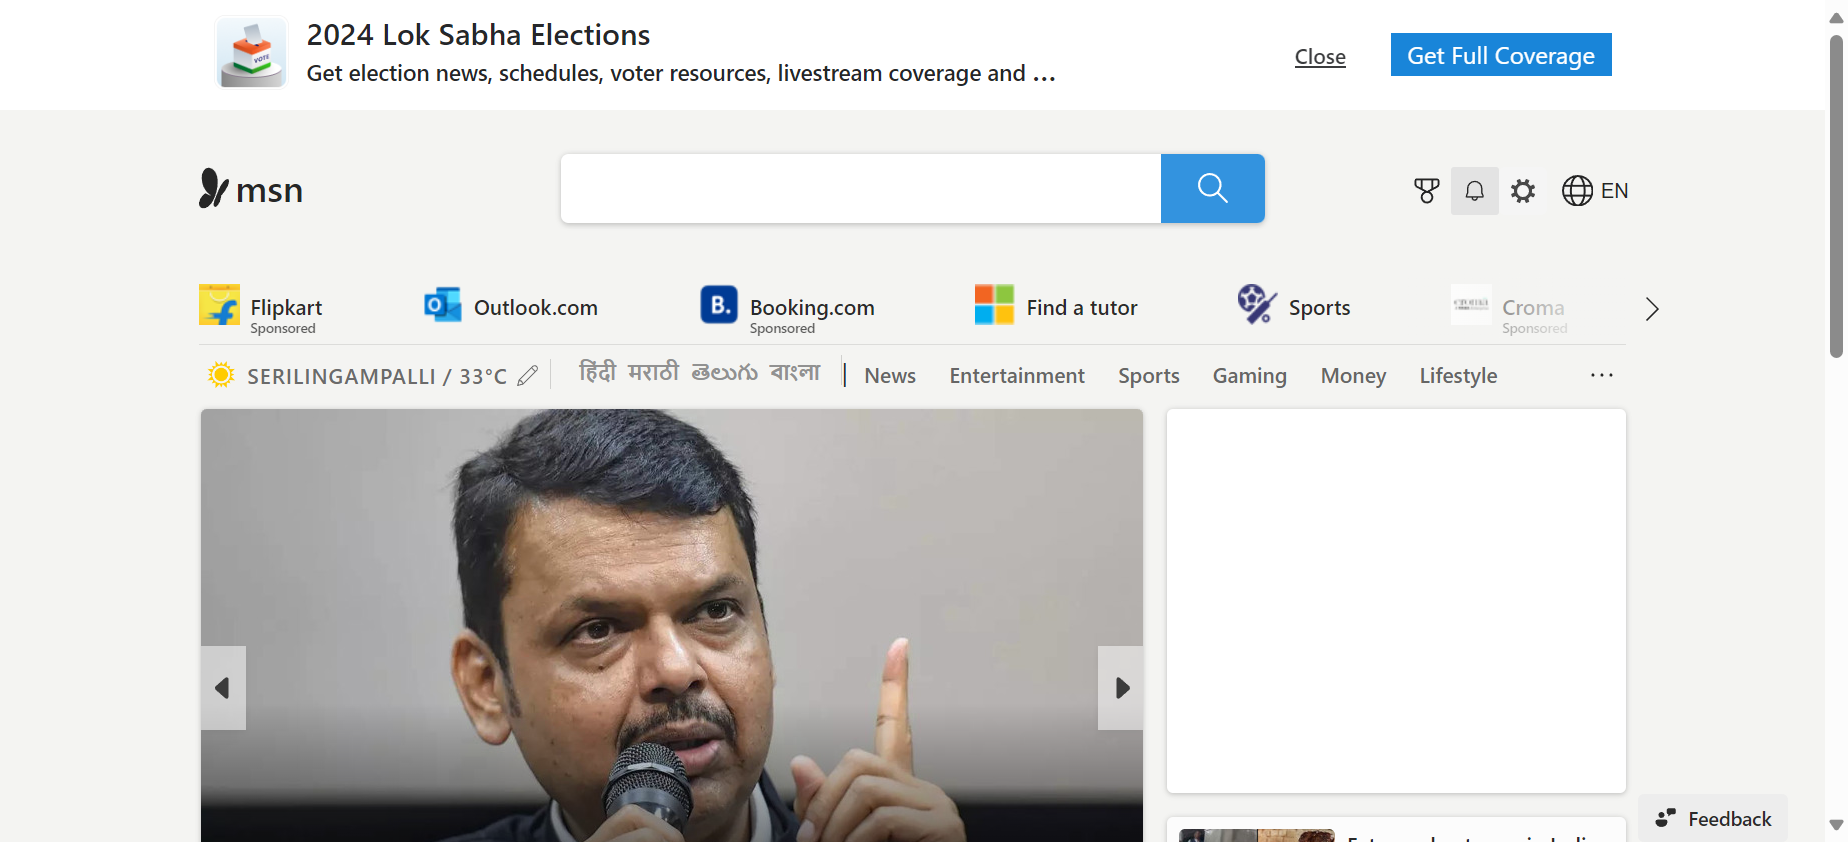 2024 Lok Sabha Elections
Get election news, schedules, voter resources, livestream coverage and ...
Close
Get Full Coverage
VOTE
msn
EN
Flipkart
Sponsored
Outlook.com
B.
Booking.com
Sponsored
Find a tutor
Sports
croma
Croma
Sponsored
SERILINGAMPALLI / 33°C
हिंदी मराठी తెలుగు বাংলা
News Entertainment Sports Gaming Money Lifestyle ...
Feedback